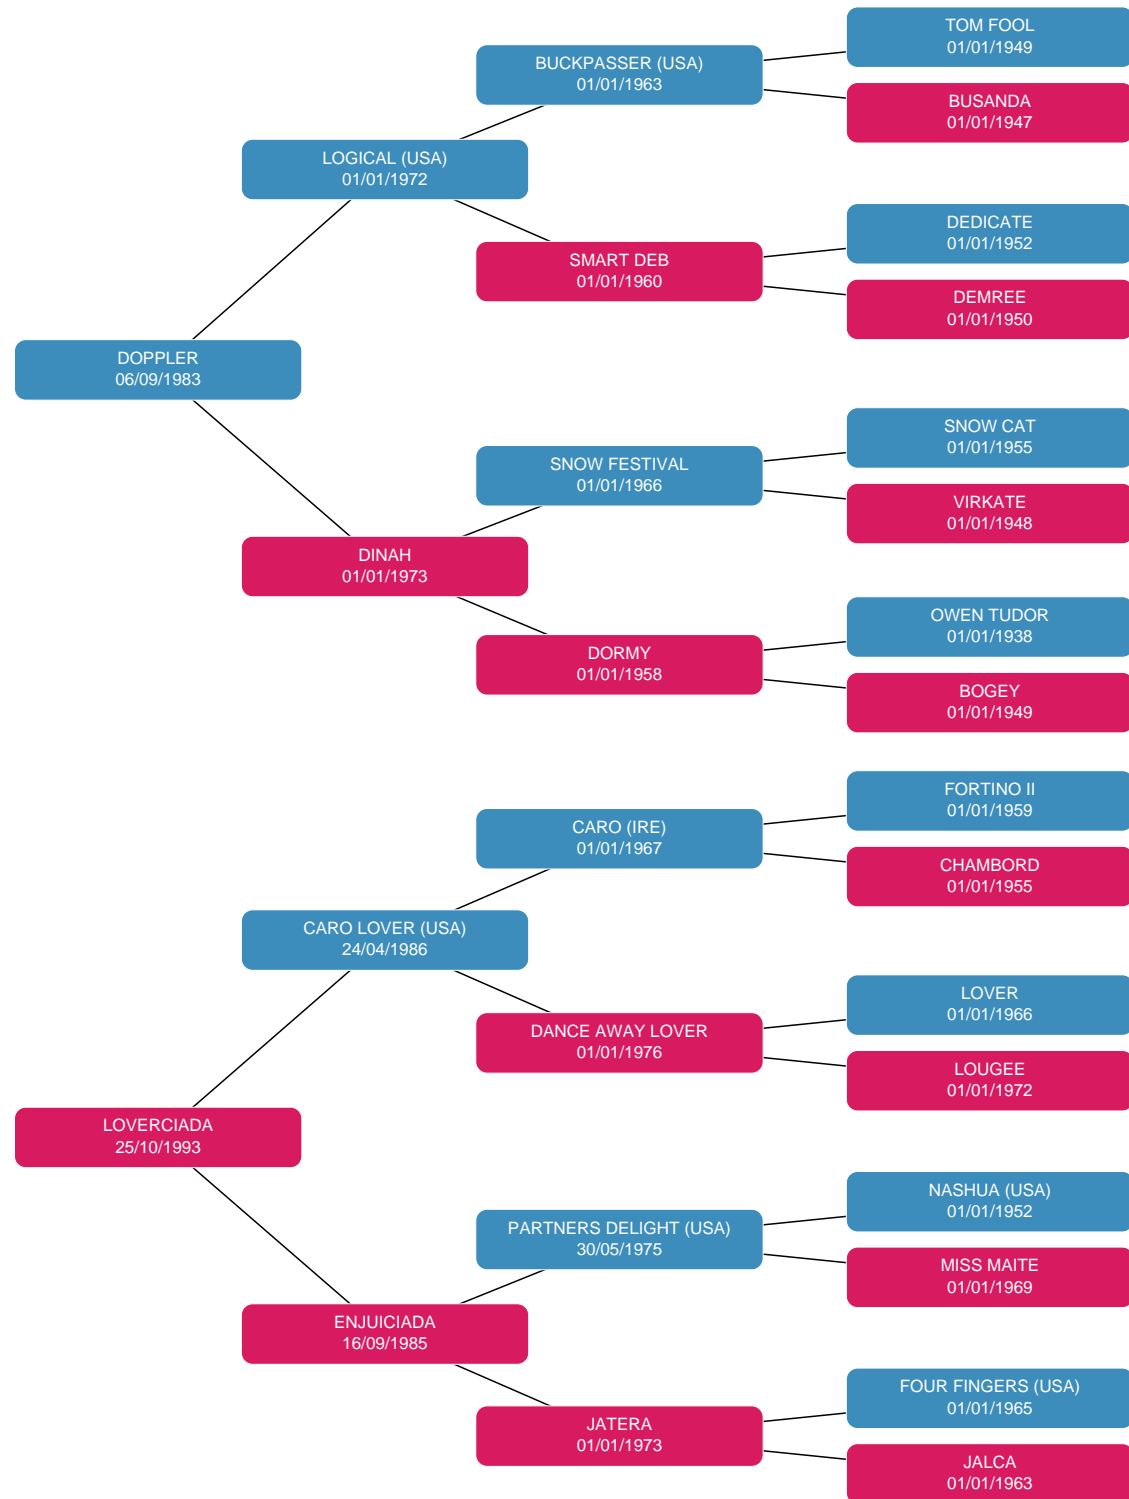 TOM FOOL
01/01/1949
BUCKPASSER (USA)
01/01/1963
BUSANDA
01/01/1947
LOGICAL (USA)
01/01/1972
DEDICATE
01/01/1952
SMART DEB
01/01/1960
DEMREE
01/01/1950
DOPPLER
06/09/1983
SNOW CAT
01/01/1955
SNOW FESTIVAL
01/01/1966
VIRKATE
01/01/1948
DINAH
01/01/1973
OWEN TUDOR
01/01/1938
DORMY
01/01/1958
BOGEY
01/01/1949
FORTINO II
01/01/1959
CARO (IRE)
01/01/1967
CHAMBORD
01/01/1955
CARO LOVER (USA)
24/04/1986
LOVER
01/01/1966
DANCE AWAY LOVER
01/01/1976
LOUGEE
01/01/1972
LOVERCIADA
25/10/1993
NASHUA (USA)
01/01/1952
PARTNERS DELIGHT (USA)
30/05/1975
MISS MAITE
01/01/1969
ENJUICIADA
16/09/1985
FOUR FINGERS (USA)
01/01/1965
JATERA
01/01/1973
JALCA
01/01/1963